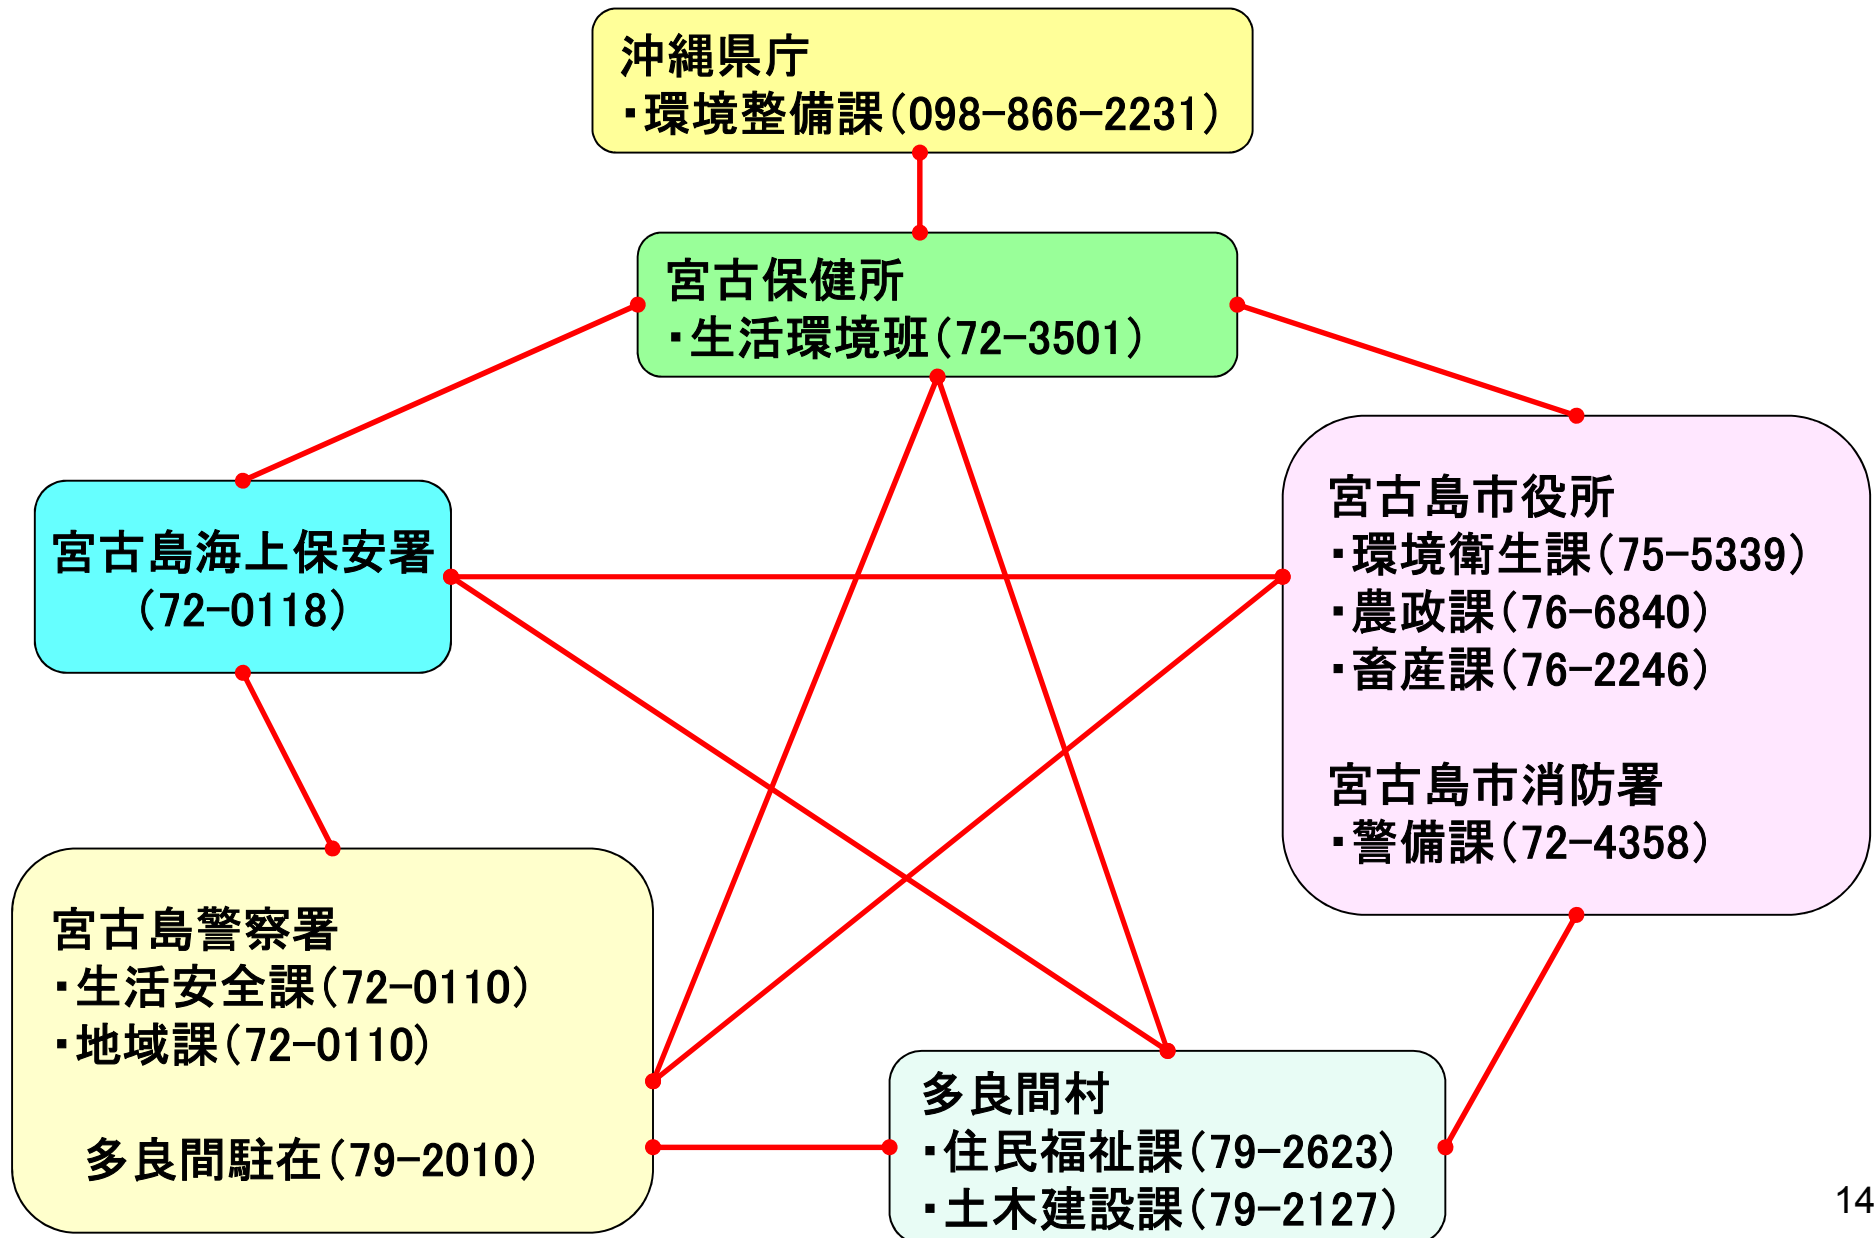 沖縄県庁
・環境整備課(098-866-2231)
宮古保健所
・生活環境班(72-3501)
宮古島海上保安署
(72-0118)
宮古島市役所
・環境衛生課(75-5339)
・農政課(76-6840)
・畜産課(76-2246)
宮古島市消防署
・警備課(72-4358)
宮古島警察署
・生活安全課(72-0110)
・地域課(72-0110)
多良間駐在(79-2010)
多良間村
・住民福祉課(79-2623)
・土木建設課(79-2127)
14